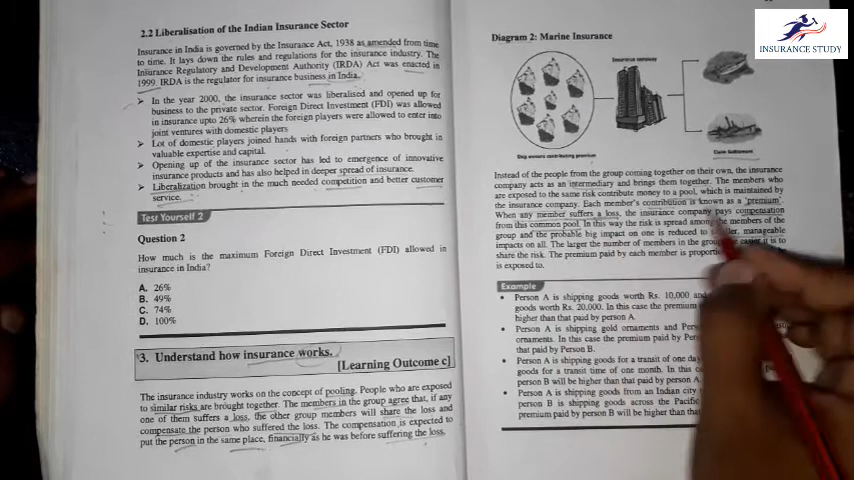 2.2 Liberalisation of the Indian Insurance Sector
Insurance in India is governed by the Insurance Act, 1938 as amended from time
to time. It lays down the rules and regulations for the insurance industry. The
Insurance Regulatory and Development Authority (IRDA) Act was enacted in
1999. IRDA is the regulator for insurance business in India.
➢ In the year 2000, the insurance sector was liberalised and opened up for
business to the private sector. Foreign Direct Investment (FDI) was allowed
in insurance upto 26% wherein the foreign players were allowed to enter into
joint ventures with domestic players
➢ Lot of domestic players joined hands with foreign partners who brought in
valuable expertise and capital.
➢ Opening up of the insurance sector has led to emergence of innovative
insurance products and has also helped in deeper spread of insurance.
➢ Liberalization brought in the much needed competition and better customer
service.
Test Yourself 2
Question 2
How much is the maximum Foreign Direct Investment (FDI) allowed in
insurance in India?
A. 26%
B. 49%
C. 74%
D. 100%
3. Understand how insurance works.
[Learning Outcome c]
The insurance industry works on the concept of pooling. People who are exposed
to similar risks are brought together. The members in the group agree that, if any
one of them suffers a loss, the other group members will share the loss and
compensate the person who suffered the loss. The compensation is expected to
put the person in the same place, financially as he was before suffering the loss.
INSURANCE STUDY
Diagram 2: Marine Insurance
Insurance company
Ship owners contributing premium
Claim Settlement
Instead of the people from the group coming together on their own, the insurance
company acts as an intermediary and brings them together. The members who
are exposed to the same risk contribute money to a pool, which is maintained by
the insurance company. Each member's contribution is known as a 'premium'.
When any member suffers a loss, the insurance company pays compensation
from this common pool. In this way the risk is spread among the members of the
group and the probable big impact on one is reduced to smaller, manageable
impacts on all. The larger the number of members in the group the easier it is to
share the risk. The premium paid by each member is
is exposed to.
Example
• Person A is shipping goods worth Rs. 10,000 and
goods worth Rs. 20,000. In this case the premium
higher than that paid by person A.
• Person A is shipping gold ornaments and
ornaments. In this case the premium paid by
that paid by Person B.
• Person A is shipping goods for a transit of one
goods for a transit time of one month. In this
person B will be higher than that paid by person A
• Person A is shipping goods from an Indian city
person B is shipping goods across the Pacific
premium paid by person B will be higher than